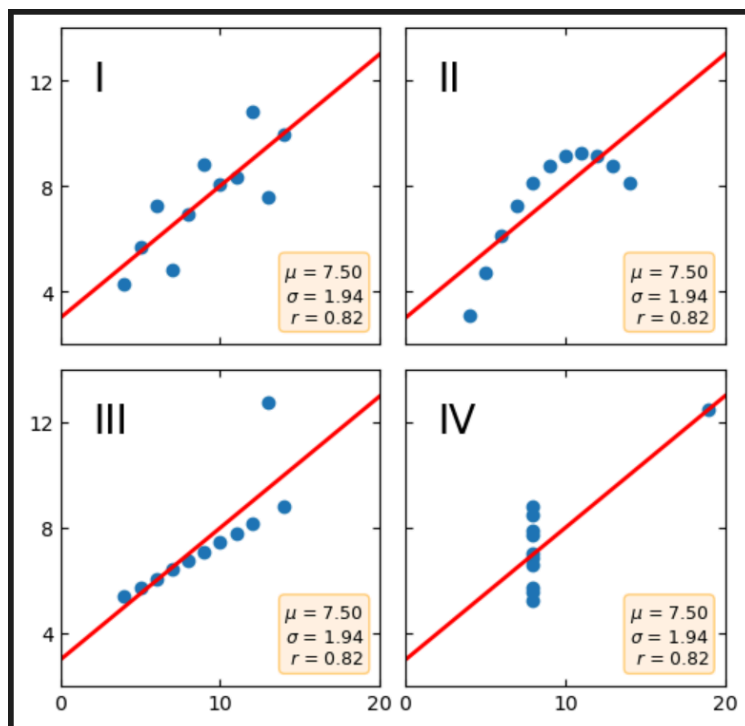 I
II
12
8
4
μ = 7.50
σ = 1.94
r = 0.82
μ = 7.50
σ = 1.94
r = 0.82
III
IV
12
8
4
μ = 7.50
σ = 1.94
r = 0.82
μ = 7.50
σ = 1.94
r = 0.82
0
10
20
0
10
20